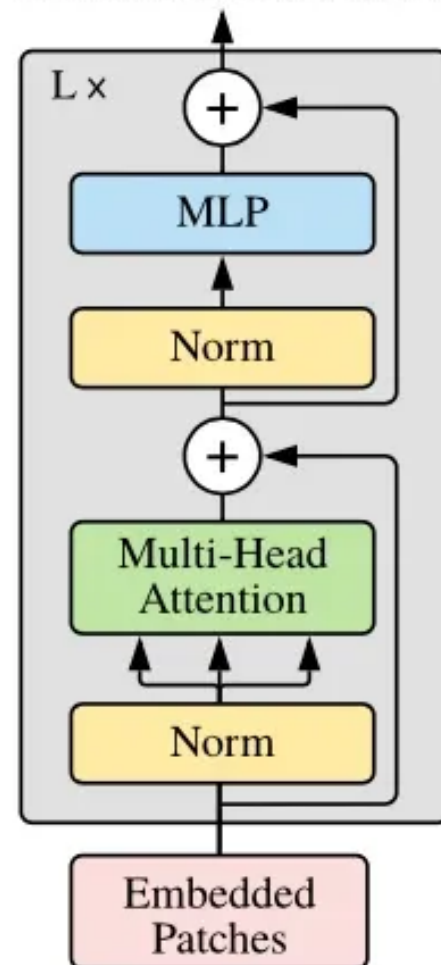 L ×
+
MLP
Norm
+
Multi-Head
Attention
Norm
Embedded
Patches